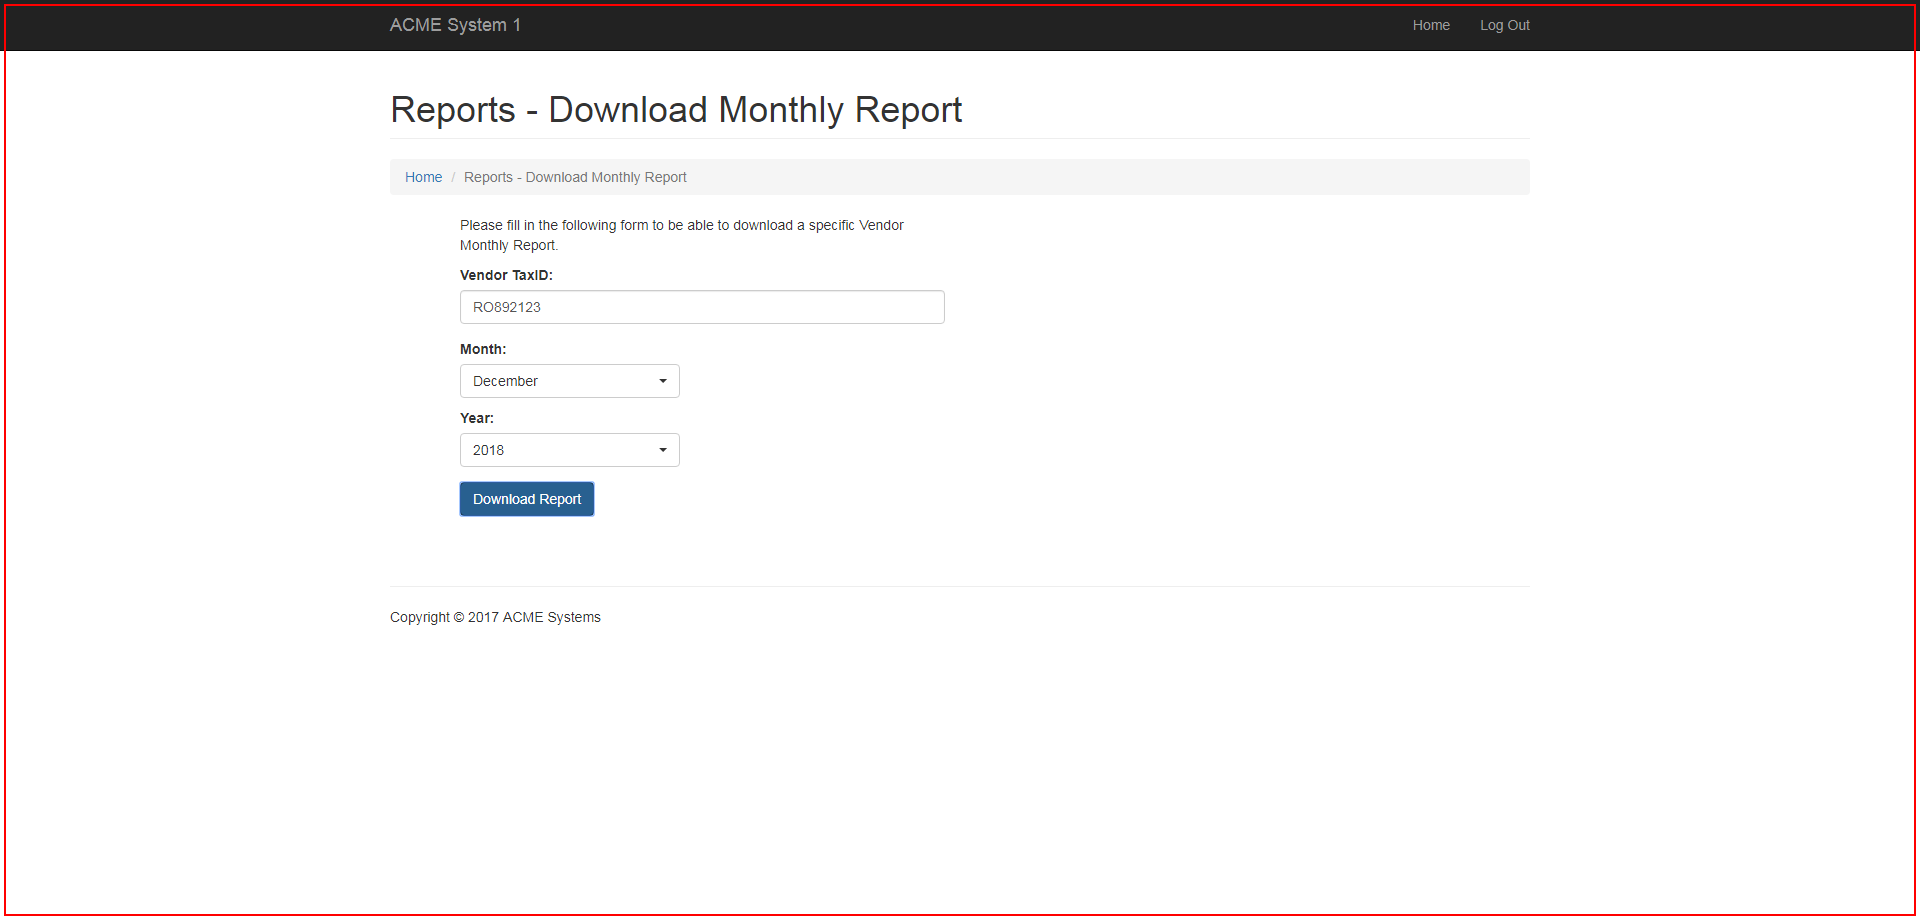 ACME System 1
Home
Log Out
Reports - Download Monthly Report
Home / Reports - Download Monthly Report
Please fill in the following form to be able to download a specific Vendor
Monthly Report.
Vendor TaxID:
RO892123
Month:
December
Year:
2018
Download Report
Copyright © 2017 ACME Systems